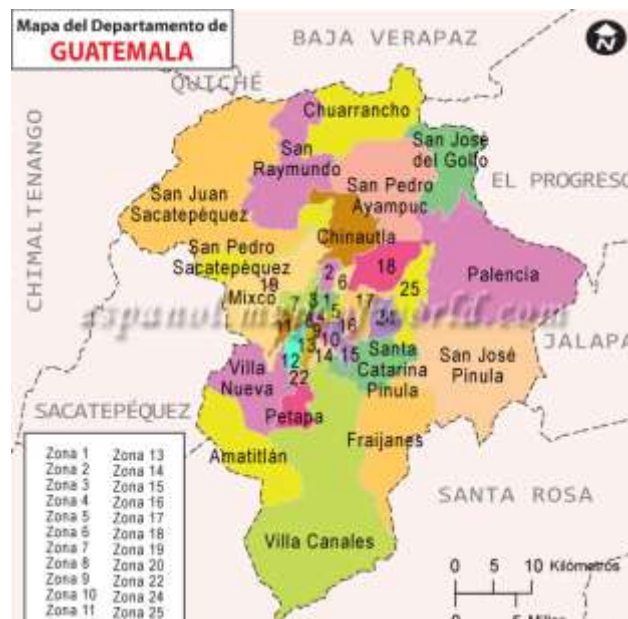 Mapa del Departamento de
GUATEMALA
BAJA VERAPAZ
N
QUICHÉ
Chuarrancho
CHIMALTENANGO
San José
del Golfo
San
Raymundo
EL PROGRESO
San Pedro
Ayampuc
San Juan
Sacatepéquez
Chinautla
San Pedro
Sacatepéquez
2
6
18
Palencia
19
25
Mixco
7
3
1
17
5
24
11
9
16
10
JALAPA
12
13
14
15
Santa
Catarina
Pinula
San José
Pinula
Villa
Nueva
22
SACATEPÉQUEZ
Petapa
Fraijanes
Amatitlán
SANTA ROSA
Villa Canales
Zona 1
Zona 2
Zona 3
Zona 4
Zona 5
Zona 6
Zona 7
Zona 8
Zona 9
Zona 10
Zona 11
Zona 13
Zona 14
Zona 15
Zona 16
Zona 17
Zona 18
Zona 19
Zona 20
Zona 22
Zona 24
Zona 25
0 5 10 Kilómetros
0 5 Millas